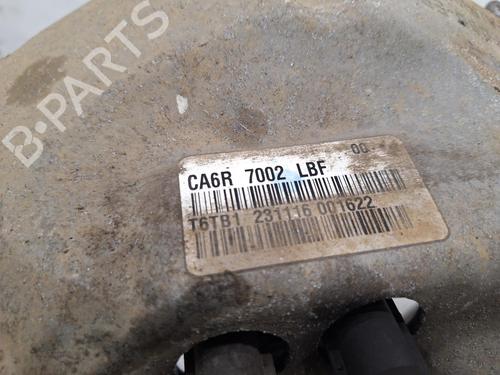 B-PARTS
00
CA6R 7002 LBF
T6TB1 231116 001622